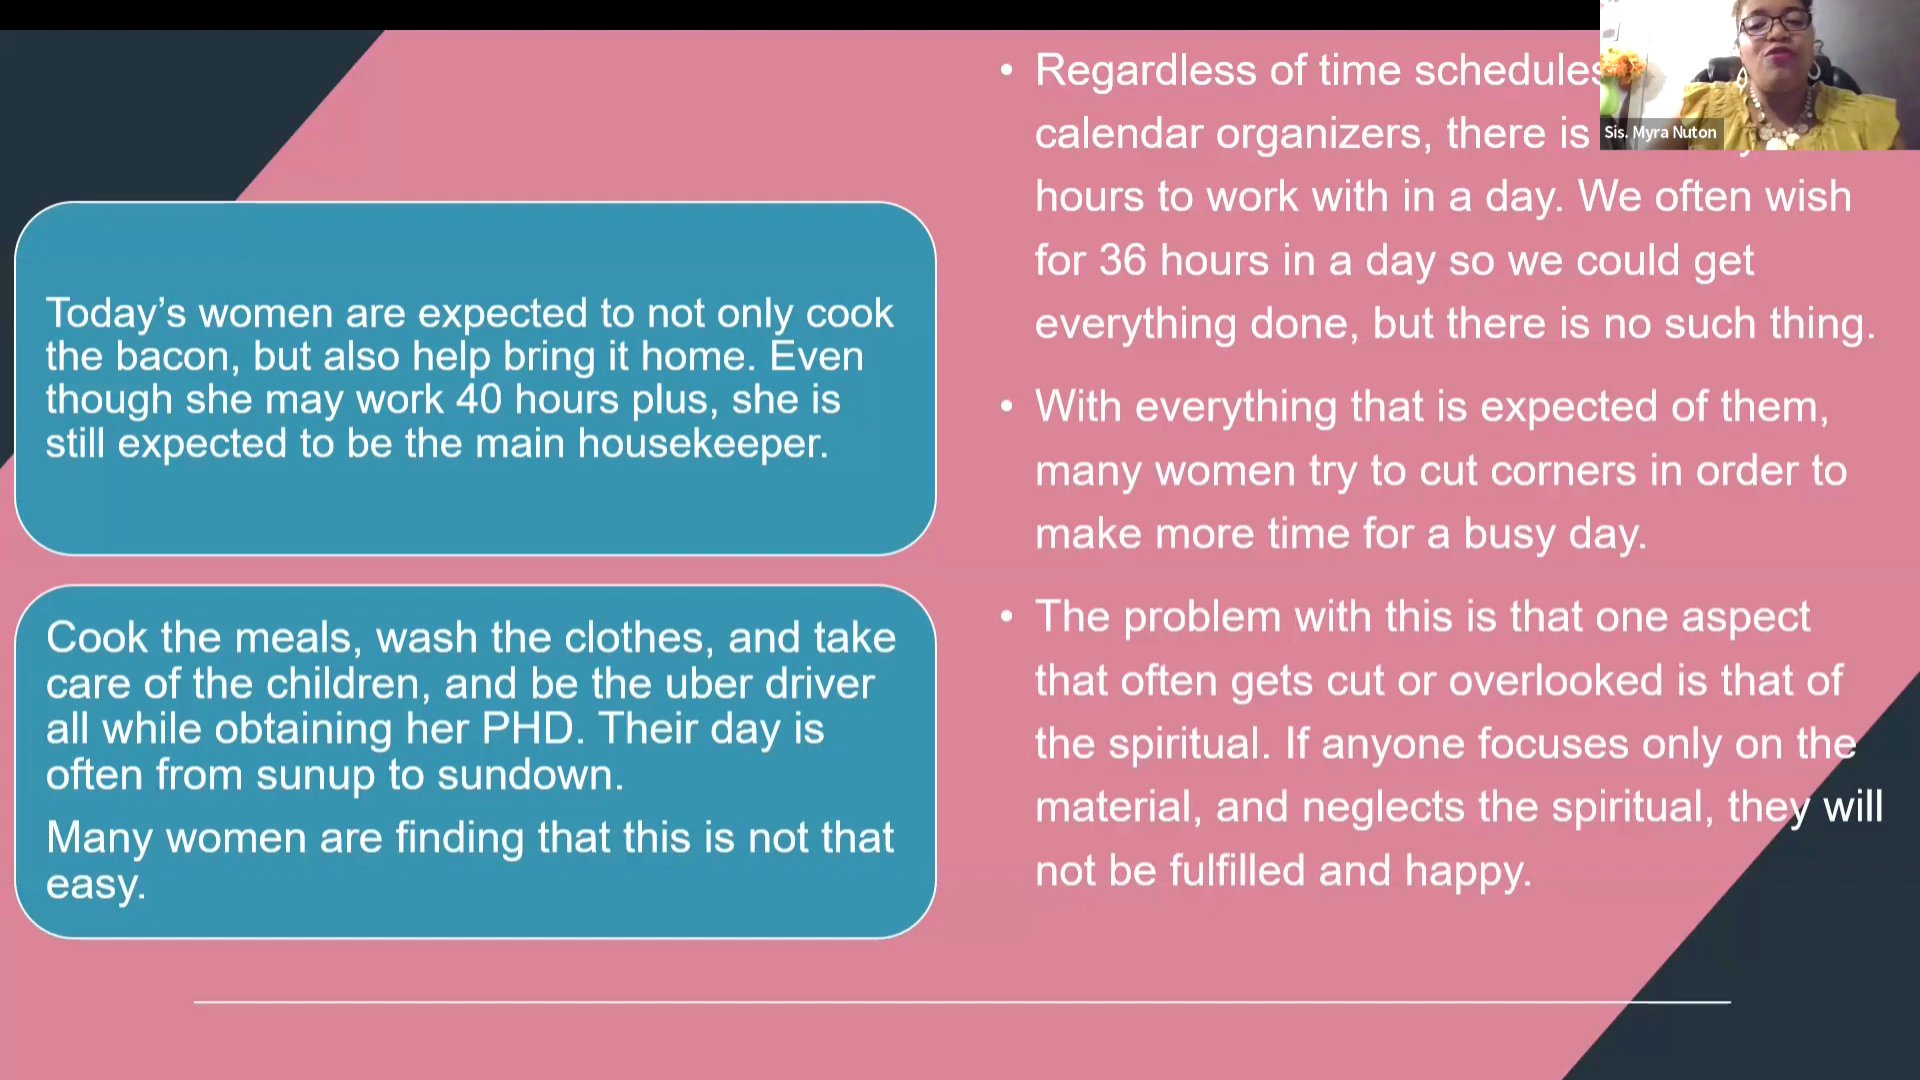 Today’s women are expected to not only cook
the bacon, but also help bring it home. Even
though she may work 40 hours plus, she is
still expected to be the main housekeeper.
Cook the meals, wash the clothes, and take
care of the children, and be the uber driver
all while obtaining her PHD. Their day is
often from sunup to sundown.
Many women are finding that this is not that
easy.
• Regardless of time schedules
calendar organizers, there is
hours to work with in a day. We often wish
for 36 hours in a day so we could get
everything done, but there is no such thing.
• With everything that is expected of them,
many women try to cut corners in order to
make more time for a busy day.
• The problem with this is that one aspect
that often gets cut or overlooked is that of
the spiritual. If anyone focuses only on the
material, and neglects the spiritual, they will
not be fulfilled and happy.
Sis. Myra Nuton